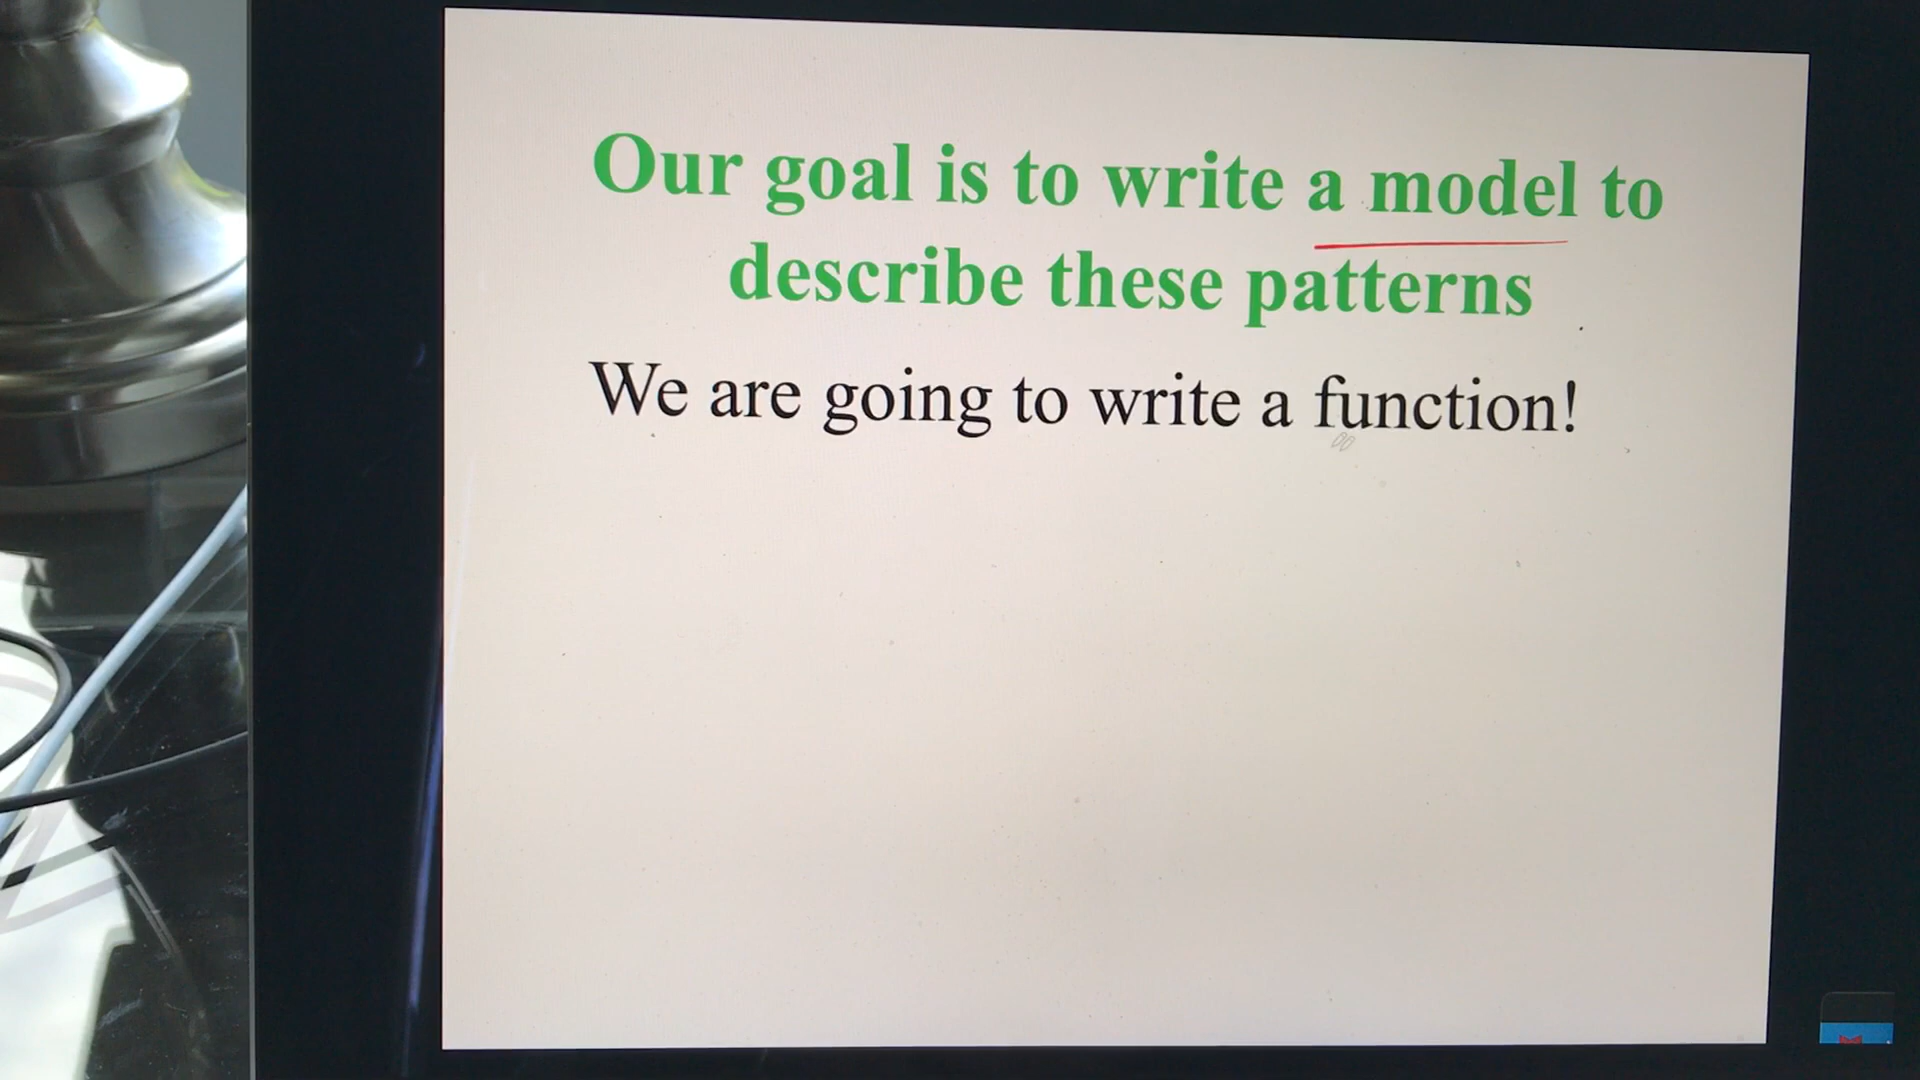 Our goal is to write a model to
describe these patterns
We are going to write a function!